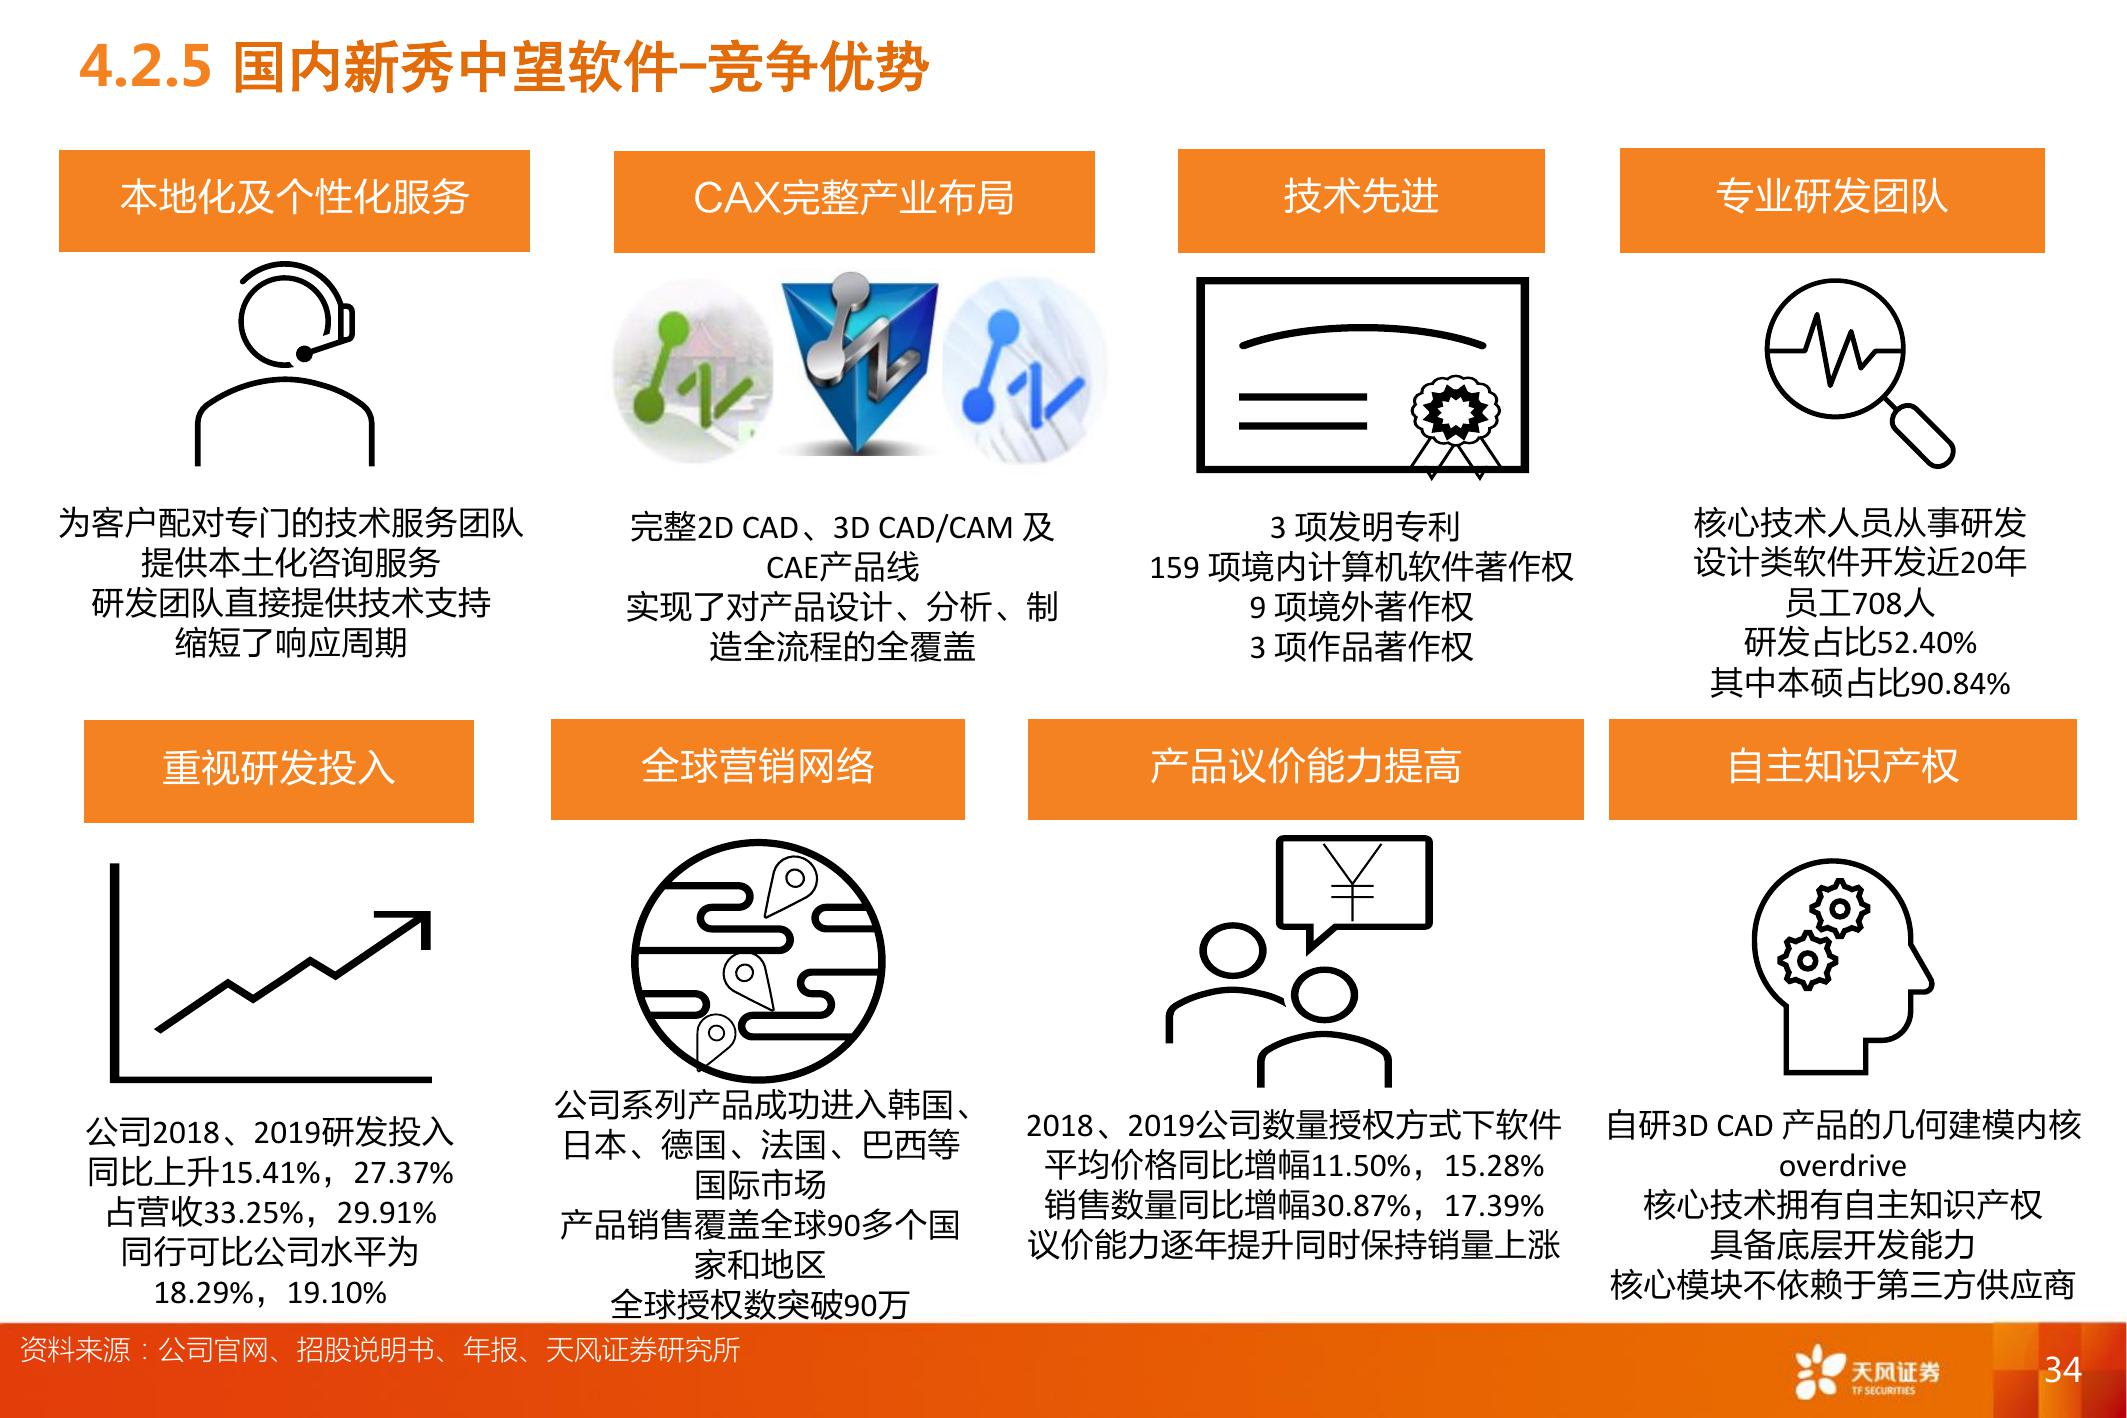 4.2.5 国内新秀中望软件–竞争优势
本地化及个性化服务
为客户配对专门的技术服务团队
提供本土化咨询服务
研发团队直接提供技术支持
缩短了响应周期
CAX完整产业布局
完整2D CAD、3D CAD/CAM 及
CAE产品线
实现了对产品设计、分析、制
造全流程的全覆盖
技术先进
3 项发明专利
159 项境内计算机软件著作权
9 项境外著作权
3 项作品著作权
专业研发团队
核心技术人员从事研发
设计类软件开发近20年
员工708人
研发占比52.40%
其中本硕占比90.84%
重视研发投入
公司2018、2019研发投入
同比上升15.41%，27.37%
占营收33.25%，29.91%
同行可比公司水平为
18.29%，19.10%
全球营销网络
公司系列产品成功进入韩国、
日本、德国、法国、巴西等
国际市场
产品销售覆盖全球90多个国
家和地区
全球授权数突破90万
产品议价能力提高
¥
2018、2019公司数量授权方式下软件
平均价格同比增幅11.50%，15.28%
销售数量同比增幅30.87%，17.39%
议价能力逐年提升同时保持销量上涨
自主知识产权
自研3D CAD 产品的几何建模内核
overdrive
核心技术拥有自主知识产权
具备底层开发能力
核心模块不依赖于第三方供应商
资料来源：公司官网、招股说明书、年报、天风证券研究所
天风证券
TF SECURITIES
34